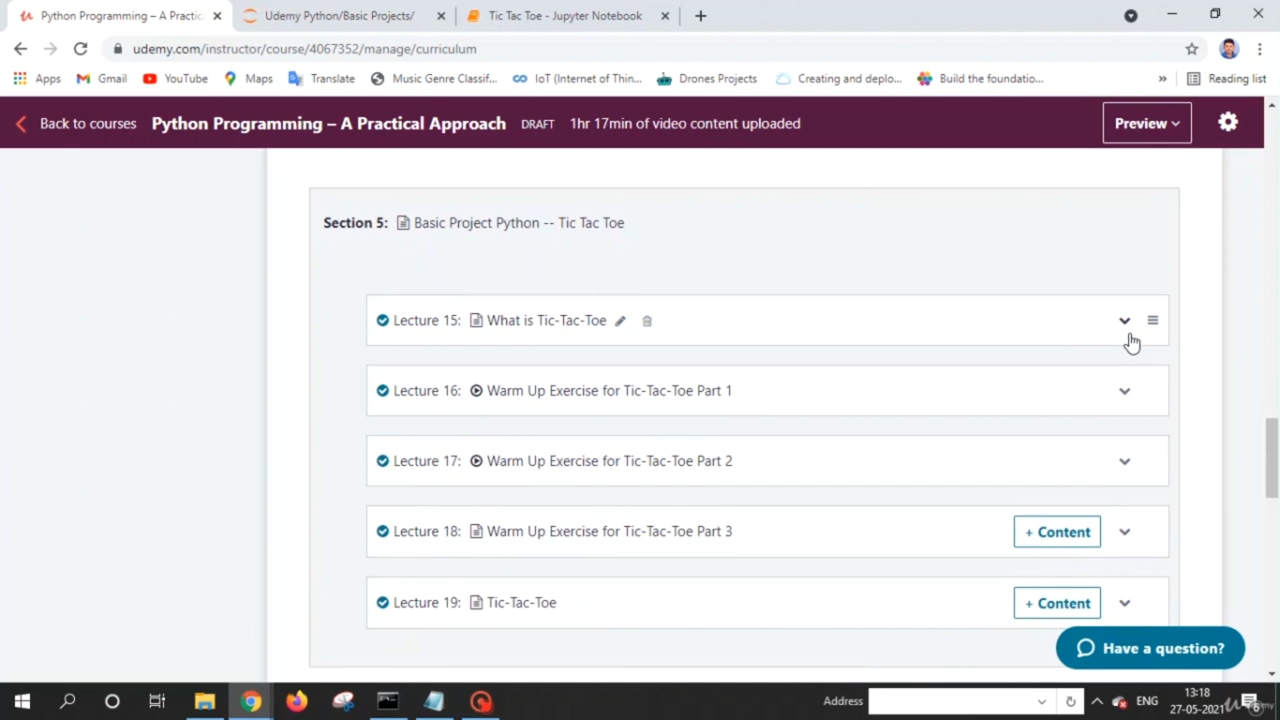 Python Programming – A Practic
Udemy Python/Basic Projects/
Tic Tac Toe - Jupyter Notebook
udemy.com/instructor/course/4067352/manage/curriculum
Apps
Gmail
YouTube
Maps
Translate
Music Genre Classif...
IoT (Internet of Thin...
Drones Projects
Creating and deplo...
Build the foundatio...
»
Reading list
Back to courses
Python Programming – A Practical Approach
DRAFT
1hr 17min of video content uploaded
Preview
Section 5: Basic Project Python -- Tic Tac Toe
Lecture 15: What is Tic-Tac-Toe
Lecture 16: Warm Up Exercise for Tic-Tac-Toe Part 1
Lecture 17: Warm Up Exercise for Tic-Tac-Toe Part 2
Lecture 18: Warm Up Exercise for Tic-Tac-Toe Part 3
+ Content
Lecture 19: Tic-Tac-Toe
+ Content
Have a question?
Address
ENG
13:18
27-05-2021